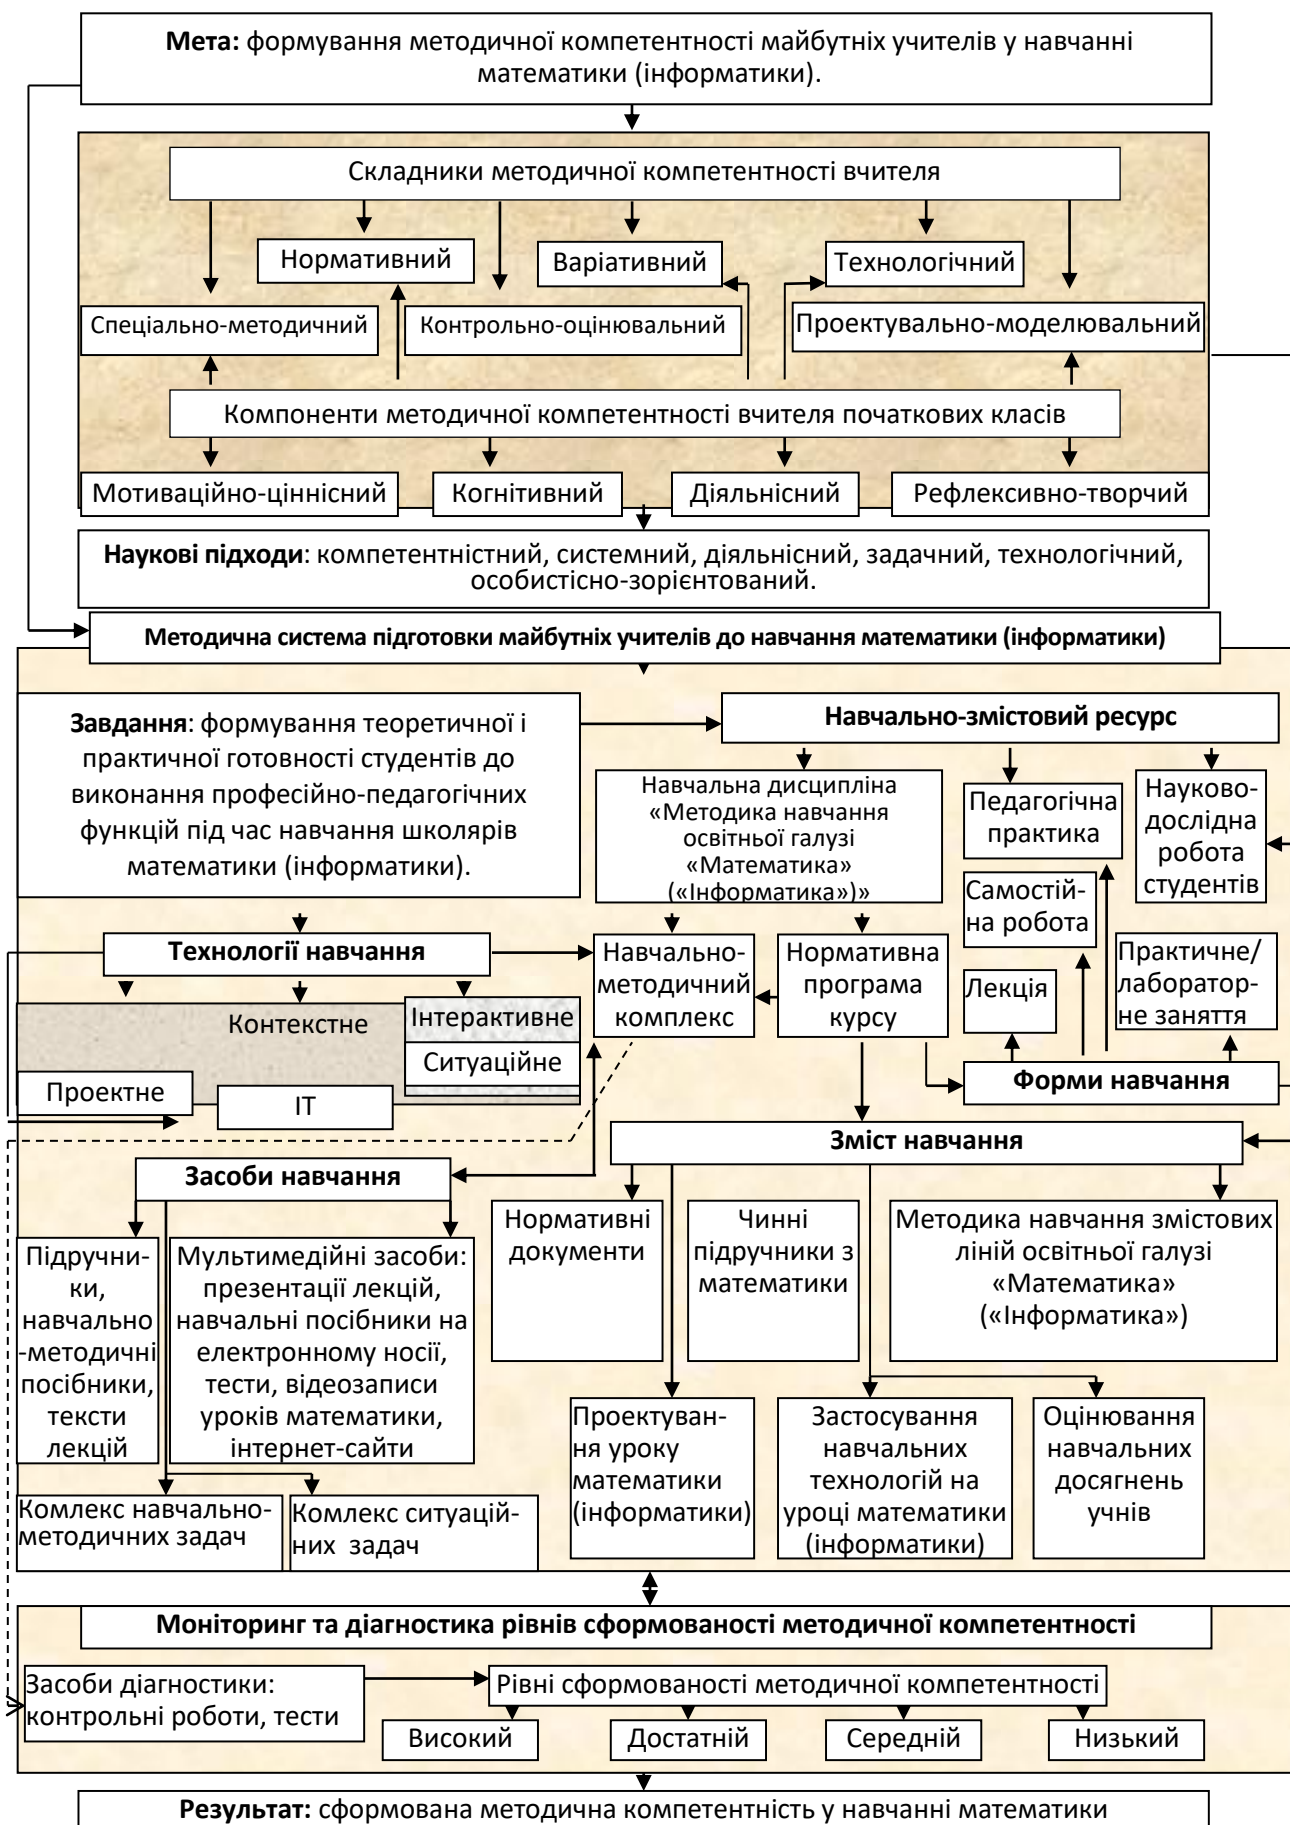 Мета: формування методичної компетентності майбутніх учителів у навчанні
математики (інформатики).
Складники методичної компетентності вчителя
Нормативний
Варіативний
Технологічний
Спеціально-методичний
Контрольно-оцінювальний
Проектувально-моделювальний
Компоненти методичної компетентності вчителя початкових класів
Мотиваційно-ціннісний
Когнітивний
Діяльнісний
Рефлексивно-творчий
Наукові підходи: компетентністний, системний, діяльнісний, задачний, технологічний,
особистісно-зорієнтований.
Методична система підготовки майбутніх учителів до навчання математики (інформатики)
Завдання: формування теоретичної і
практичної готовності студентів до
виконання професійно-педагогічних
функцій під час навчання школярів
математики (інформатики).
Навчально-змістовий ресурс
Навчальна дисципліна
«Методика навчання
освітньої галузі
«Математика»
(«Інформатика»)»
Педагогічна
практика
Науково-
дослідна
робота
студентів
Самостій-
на робота
Технології навчання
Навчально-
методичний
комплекс
Нормативна
програма
курсу
Лекція
Практичне/
лаборатор-
не заняття
Контекстне
Інтерактивне
Ситуаційне
Проектне
ІТ
Форми навчання
Зміст навчання
Засоби навчання
Підручни-
ки,
навчально
-методичні
посібники,
тексти
лекцій
Мультимедійні засоби:
презентації лекцій,
навчальні посібники на
електронному носії,
тести, відеозаписи
уроків математики,
інтернет-сайти
Нормативні
документи
Чинні
підручники з
математики
Методика навчання змістових
ліній освітньої галузі
«Математика»
(«Інформатика»)
Проектуван-
ня уроку
математики
(інформатики)
Застосування
навчальних
технологій на
уроці математики
(інформатики)
Оцінювання
навчальних
досягнень
учнів
Комлекс навчально-
методичних задач
Комлекс ситуацій-
них задач
Моніторинг та діагностика рівнів сформованості методичної компетентності
Засоби діагностики:
контрольні роботи, тести
Рівні сформованості методичної компетентності
Високий
Достатній
Середній
Низький
Результат: сформована методична компетентність у навчанні математики